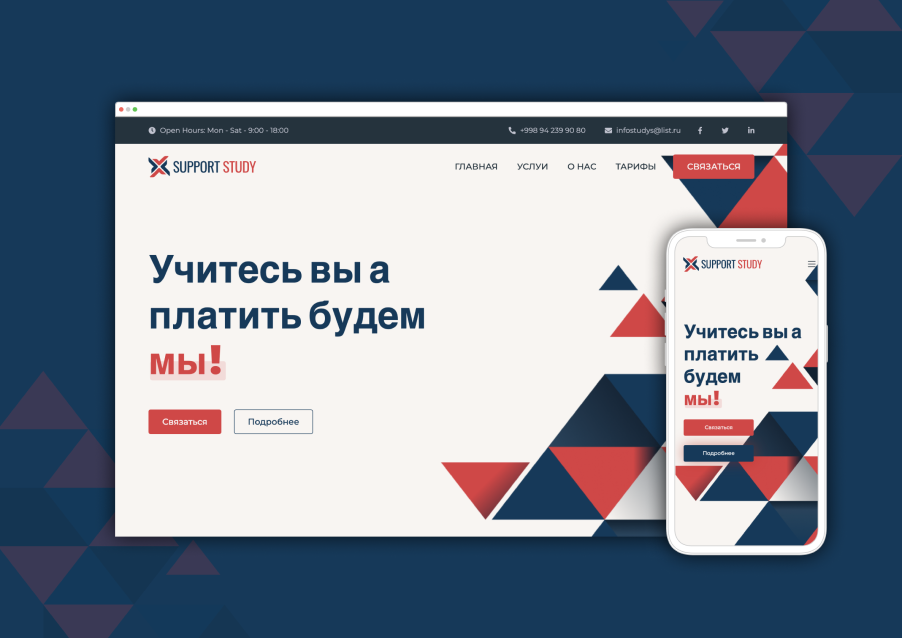 Open Hours: Mon - Sat - 9:00 - 18:00
+998 94 239 90 80
infostudys@list.ru
SUPPORT STUDY
ГЛАВНАЯ
УСЛУИ
О НАС
ТАРИФЫ
СВЯЗАТЬСЯ
Учитесь вы а
платить будем
мы!
Связаться
Подробнее
SUPPORT STUDY
Учитесь вы а
платить
будем
мы!
Связаться
Подробнее